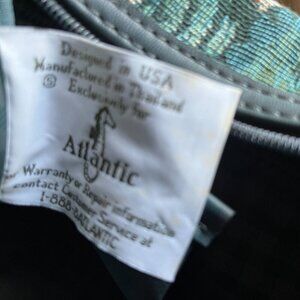 Designed in USA
Manufactured in Thailand
Ⓢ Exclusively for
Atlantic
For Warranty or Repair information
contact Customer Service at
1-888-8ATLANTIC